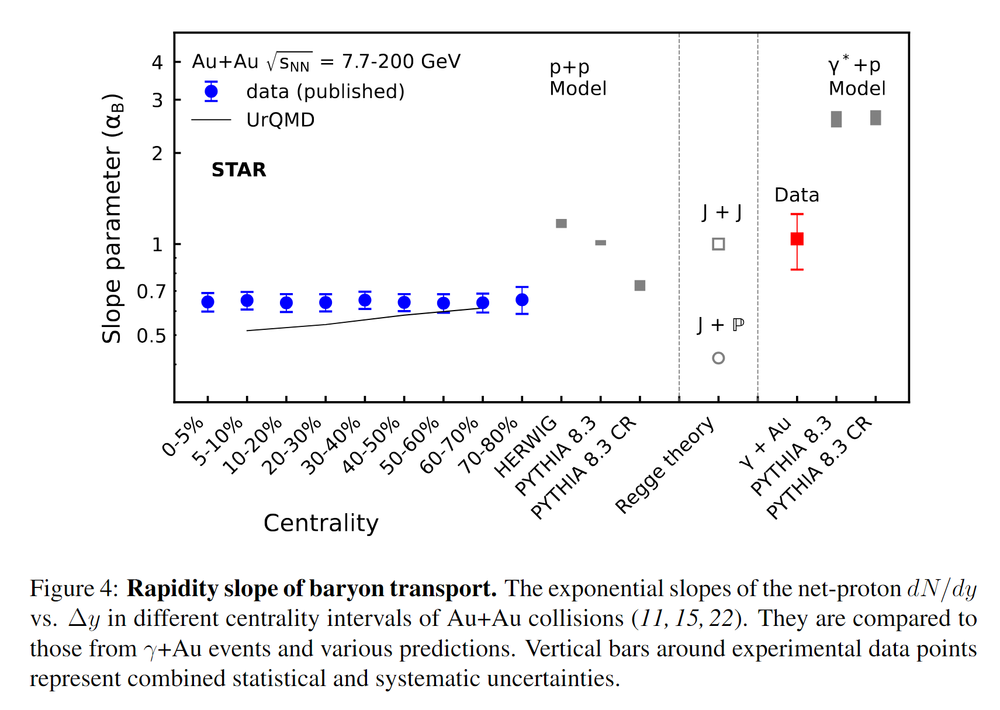 Au+Au √sNN = 7.7-200 GeV
data (published)
UrQMD
STAR
p+p
Model
γ*+p
Model
Data
J + J
J + ℙ
Slope parameter (αB)
4
3
2
1
0.7
0.5
0-5%
5-10%
10-20%
20-30%
30-40%
40-50%
50-60%
60-70%
70-80%
HERWIG
PYTHIA 8.3
PYTHIA 8.3 CR
Regge theory
γ + Au
PYTHIA 8.3
PYTHIA 8.3 CR
Centrality
Figure 4: Rapidity slope of baryon transport. The exponential slopes of the net-proton dN/dy
vs. Δy in different centrality intervals of Au+Au collisions (11, 15, 22). They are compared to
those from γ+Au events and various predictions. Vertical bars around experimental data points
represent combined statistical and systematic uncertainties.